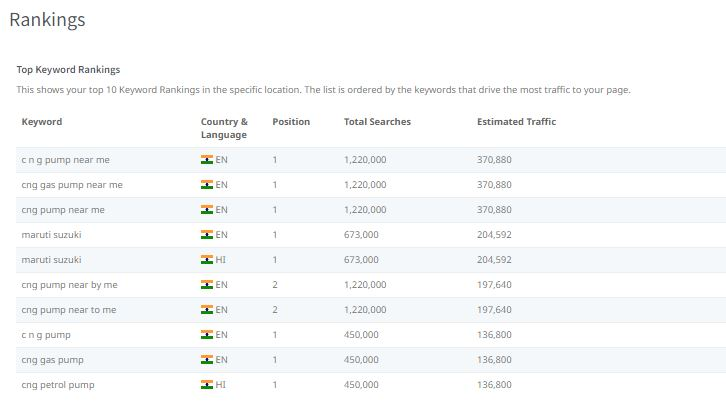 Rankings
Top Keyword Rankings
This shows your top 10 Keyword Rankings in the specific location. The list is ordered by the keywords that drive the most traffic to your page.
Keyword Country & Language Position Total Searches Estimated Traffic
c n g pump near me EN 1 1,220,000 370,880
cng gas pump near me EN 1 1,220,000 370,880
cng pump near me EN 1 1,220,000 370,880
maruti suzuki EN 1 673,000 204,592
maruti suzuki HI 1 673,000 204,592
cng pump near by me EN 2 1,220,000 197,640
cng pump near to me EN 2 1,220,000 197,640
c n g pump EN 1 450,000 136,800
cng gas pump EN 1 450,000 136,800
cng petrol pump HI 1 450,000 136,800